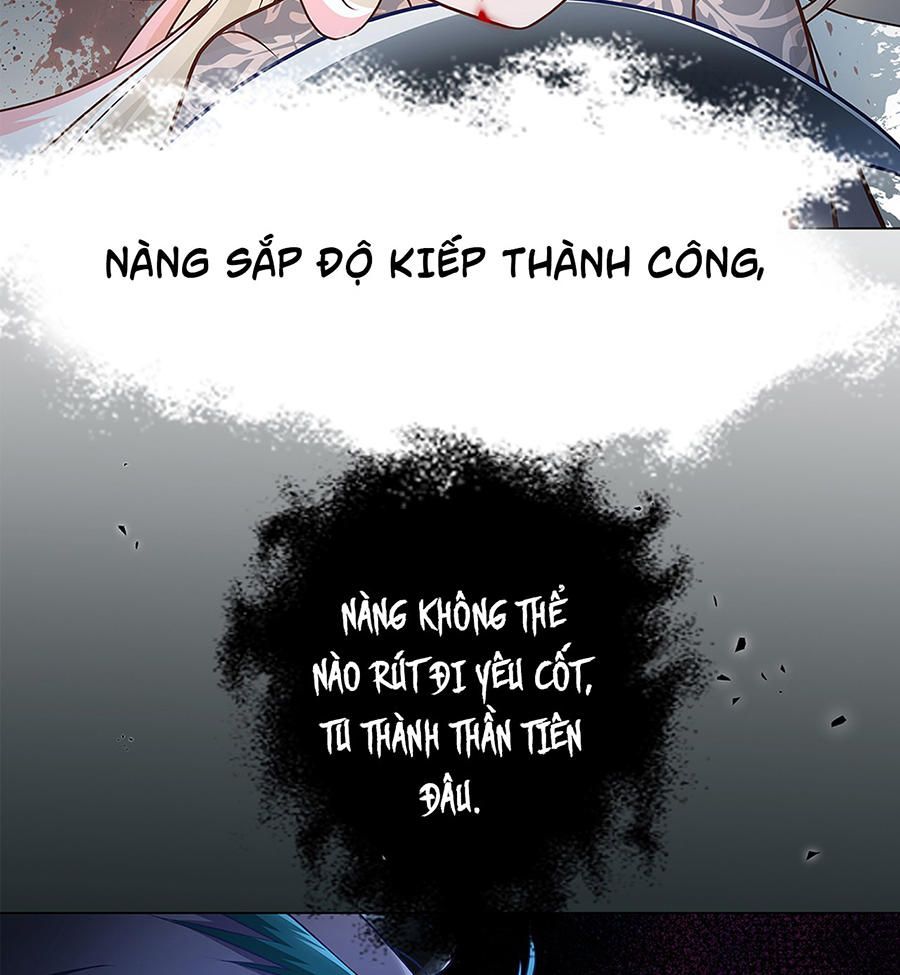 NÀNG SẮP ĐỘ KIẾP THÀNH CÔNG,
NÀNG KHÔNG THỂ
NÀO RÚT ĐI YÊU CỐT,
TU THÀNH THẦN TIÊN
ĐÂU.